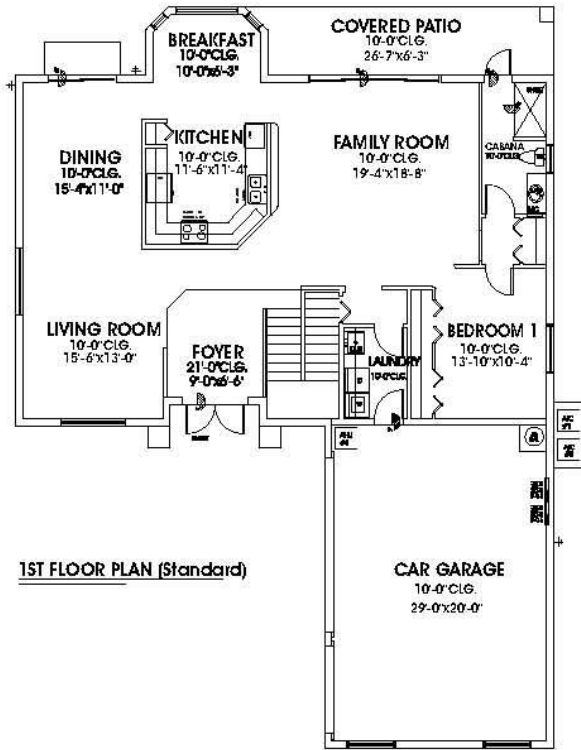 COVERED PATIO
10'-0"CLG.
26'-7"x6'-3"
BREAKFAST
10'-0"CLG.
10'-0"x6'-3"
KITCHEN
10'-0"CLG.
11'-6"x11'-4"
FAMILY ROOM
10'-0"CLG.
19'-4"x18'-8"
CABANA
10'-0"CLG.
DINING
10'-0"CLG.
15'-4"x11'-0"
LIVING ROOM
10'-0"CLG.
15'-6"x13'-0"
FOYER
21'-0"CLG.
9'-0"x6'-6"
LAUNDRY
10'-0"CLG.
BEDROOM 1
10'-0"CLG.
13'-10"x10'-4"
1ST FLOOR PLAN (Standard)
CAR GARAGE
10'-0"CLG.
29'-0"x20'-0"